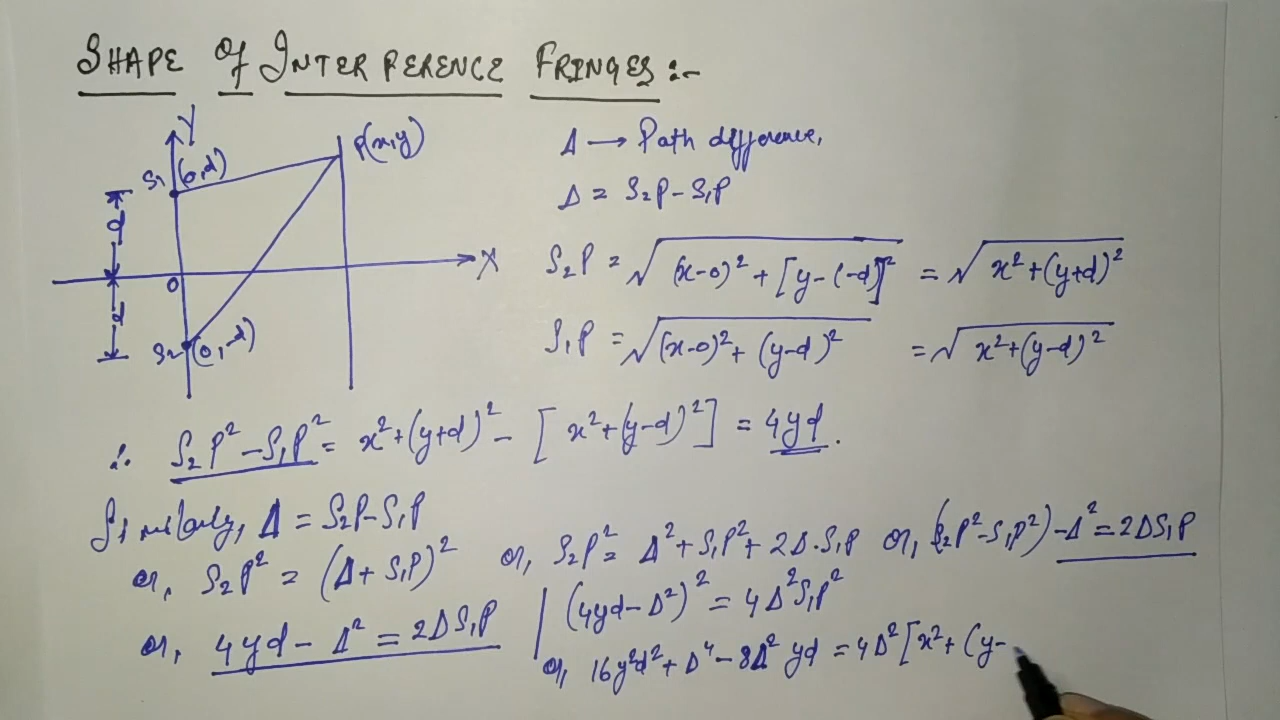 SHAPE Of INTERFERENCE FRINGES :-
Y
S₁ (0,d)
P(x,y)
d
X
O
d
S₂ (0,-d)
Δ → Path difference,
Δ = S₂P - S₁P
S₂P = √(x-0)² + [y-(-d)]² = √x²+(y+d)²
S₁P = √(x-0)² + (y-d)² = √x²+(y-d)²
∴ S₂P² - S₁P² = x²+(y+d)² - [x²+(y-d)²] = 4yd.
Similarly, Δ = S₂P-S₁P
or, S₂P² = (Δ+S₁P)² or, S₂P² = Δ²+S₁P²+2Δ.S₁P or, (S₂P²-S₁P²)-Δ²=2ΔS₁P
or, 4yd - Δ² = 2ΔS₁P
(4yd-Δ²)² = 4Δ²S₁P²
or, 16y²d²+Δ⁴-8Δ²yd = 4Δ²[x²+(y-